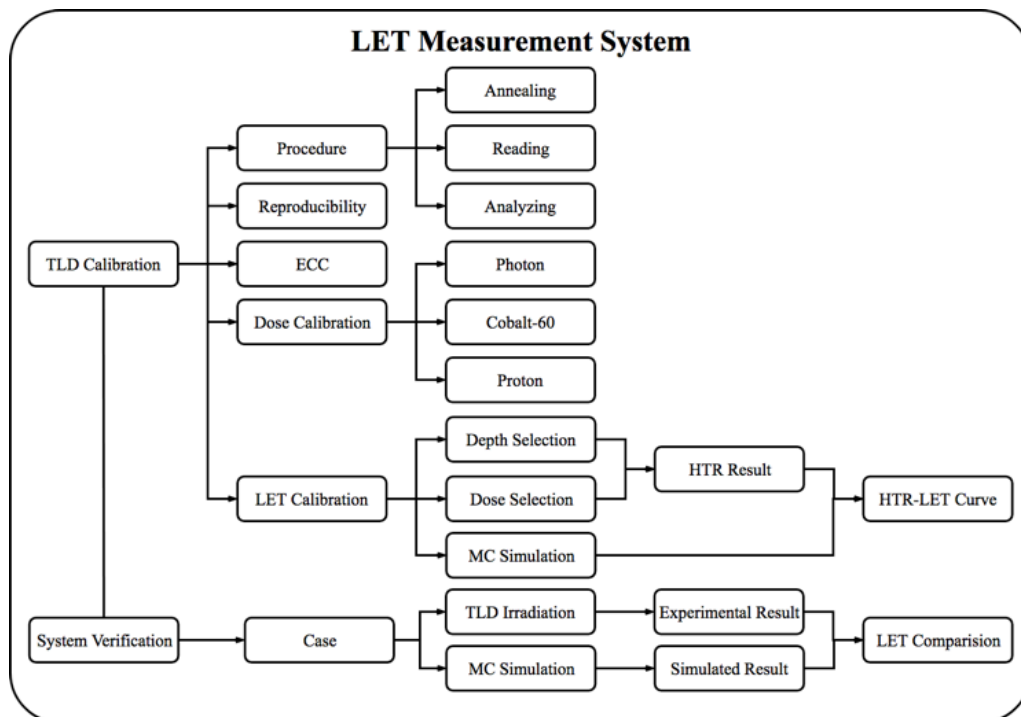 LET Measurement System
Annealing
Procedure
Reading
Reproducibility
Analyzing
TLD Calibration
ECC
Photon
Dose Calibration
Cobalt-60
Proton
Depth Selection
HTR Result
LET Calibration
Dose Selection
HTR-LET Curve
MC Simulation
TLD Irradiation
Experimental Result
System Verification
Case
LET Comparision
MC Simulation
Simulated Result